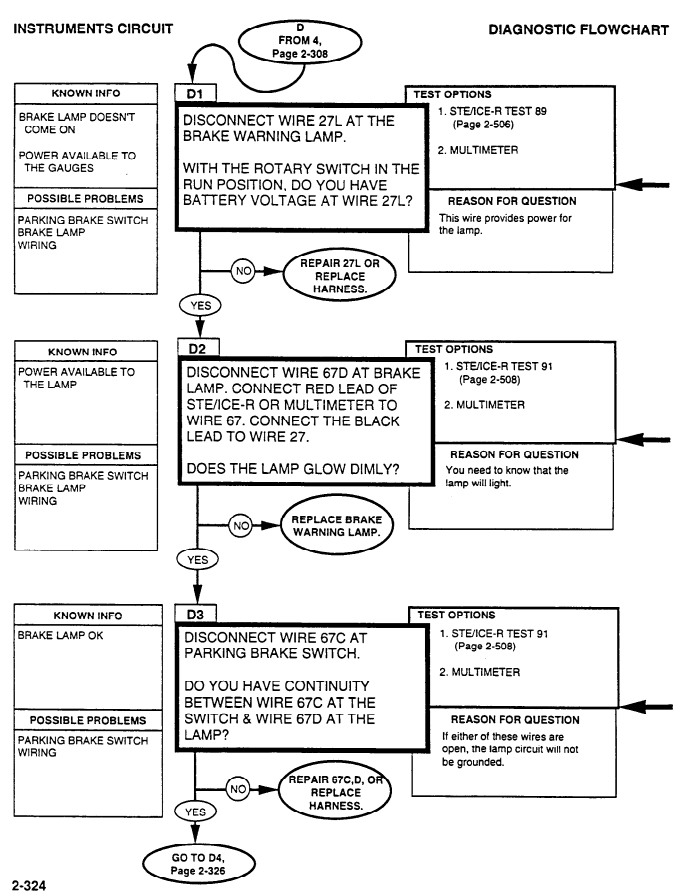 INSTRUMENTS CIRCUIT
DIAGNOSTIC FLOWCHART
D
FROM 4,
Page 2-308
KNOWN INFO
BRAKE LAMP DOESN'T
COME ON
POWER AVAILABLE TO
THE GAUGES
POSSIBLE PROBLEMS
PARKING BRAKE SWITCH
BRAKE LAMP
WIRING
D1
DISCONNECT WIRE 27L AT THE
BRAKE WARNING LAMP.
WITH THE ROTARY SWITCH IN THE
RUN POSITION, DO YOU HAVE
BATTERY VOLTAGE AT WIRE 27L?
TEST OPTIONS
1. STE/ICE-R TEST 89
(Page 2-506)
2. MULTIMETER
REASON FOR QUESTION
This wire provides power for
the lamp.
NO
REPAIR 27L OR
REPLACE
HARNESS.
YES
KNOWN INFO
POWER AVAILABLE TO
THE LAMP
POSSIBLE PROBLEMS
PARKING BRAKE SWITCH
BRAKE LAMP
WIRING
D2
DISCONNECT WIRE 67D AT BRAKE
LAMP. CONNECT RED LEAD OF
STE/ICE-R OR MULTIMETER TO
WIRE 67. CONNECT THE BLACK
LEAD TO WIRE 27.
DOES THE LAMP GLOW DIMLY?
TEST OPTIONS
1. STE/ICE-R TEST 91
(Page 2-508)
2. MULTIMETER
REASON FOR QUESTION
You need to know that the
lamp will light.
NO
REPLACE BRAKE
WARNING LAMP.
YES
KNOWN INFO
BRAKE LAMP OK
POSSIBLE PROBLEMS
PARKING BRAKE SWITCH
WIRING
D3
DISCONNECT WIRE 67C AT
PARKING BRAKE SWITCH.
DO YOU HAVE CONTINUITY
BETWEEN WIRE 67C AT THE
SWITCH & WIRE 67D AT THE
LAMP?
TEST OPTIONS
1. STE/ICE-R TEST 91
(Page 2-508)
2. MULTIMETER
REASON FOR QUESTION
If either of these wires are
open, the lamp circuit will not
be grounded.
NO
REPAIR 67C,D, OR
REPLACE
HARNESS.
YES
GO TO D4,
Page 2-326
2-324